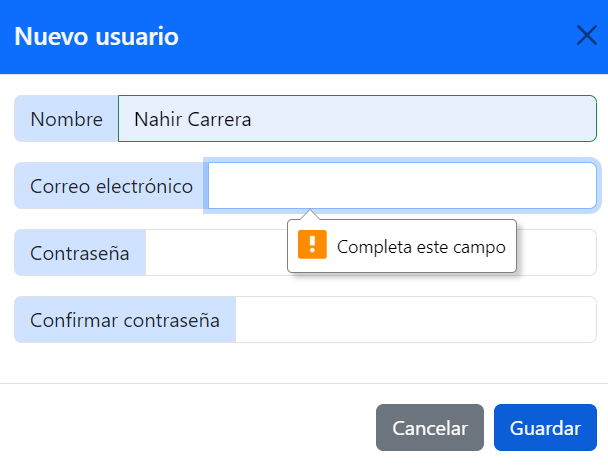 Nuevo usuario
Nombre Nahir Carrera
Correo electrónico
Completa este campo
Contraseña
Confirmar contraseña
Cancelar Guardar